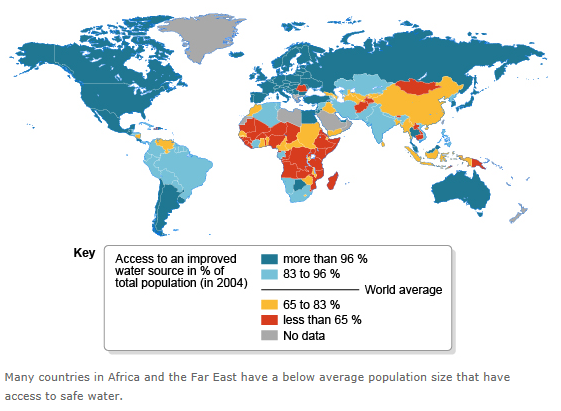 Key
Access to an improved
water source in % of
total population (in 2004)
more than 96 %
83 to 96 %
World average
65 to 83 %
less than 65 %
No data
Many countries in Africa and the Far East have a below average population size that have
access to safe water.